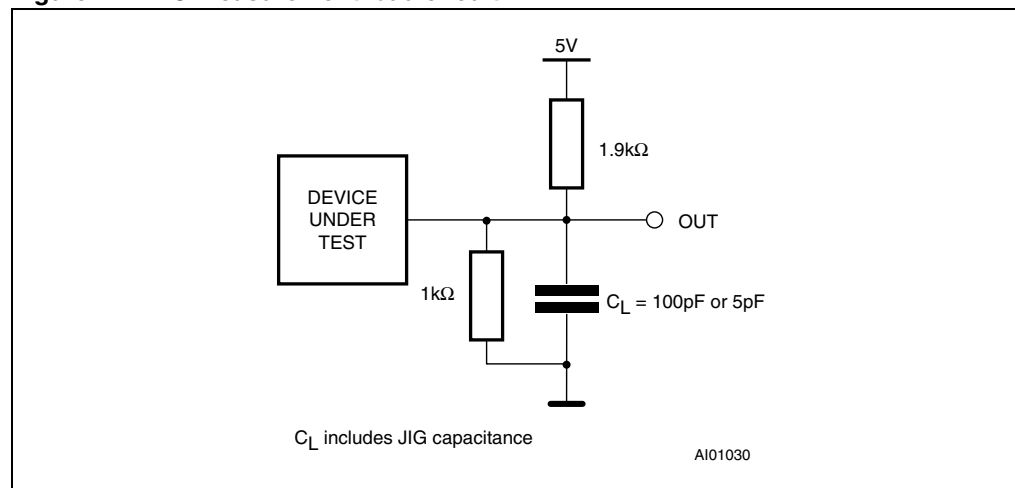 5V
1.9kΩ
DEVICE
UNDER
TEST
OUT
1kΩ
CL = 100pF or 5pF
CL includes JIG capacitance
AI01030